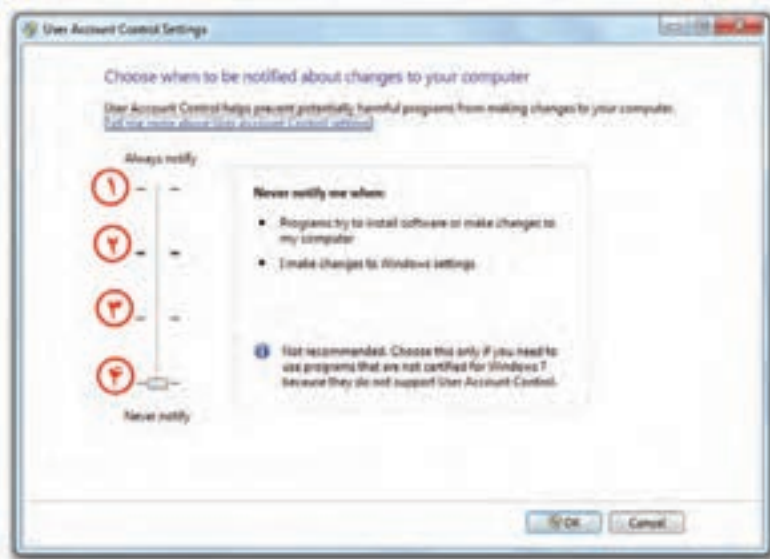 User Account Control Settings
Choose when to be notified about changes to your computer
User Account Control helps prevent potentially harmful programs from making changes to your computer.
Tell me more about User Account Control settings
Always notify
۱
۲
۳
۴
Never notify
Never notify me when:
• Programs try to install software or make changes to
my computer
• I make changes to Windows settings
Not recommended. Choose this only if you need to
use programs that are not certified for Windows 7
because they do not support User Account Control.
OK
Cancel